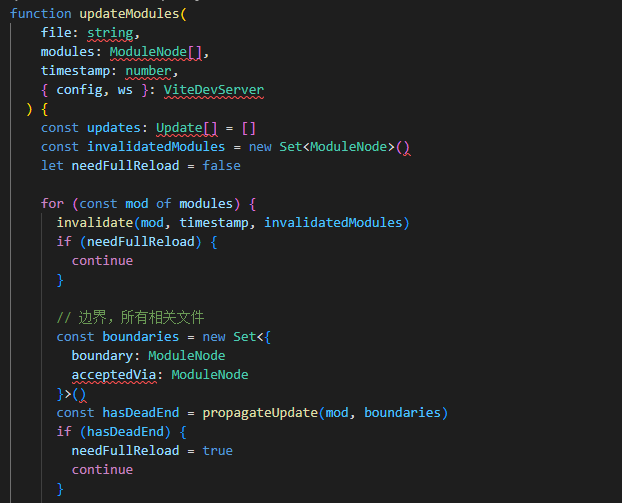 function updateModules(
file: string,
modules: ModuleNode[],
timestamp: number,
{ config, ws }: ViteDevServer
) {
const updates: Update[] = []
const invalidatedModules = new Set<ModuleNode>()
let needFullReload = false
for (const mod of modules) {
invalidate(mod, timestamp, invalidatedModules)
if (needFullReload) {
continue
}
// 边界，所有相关文件
const boundaries = new Set<{
boundary: ModuleNode
acceptedVia: ModuleNode
}>()
const hasDeadEnd = propagateUpdate(mod, boundaries)
if (hasDeadEnd) {
needFullReload = true
continue
}